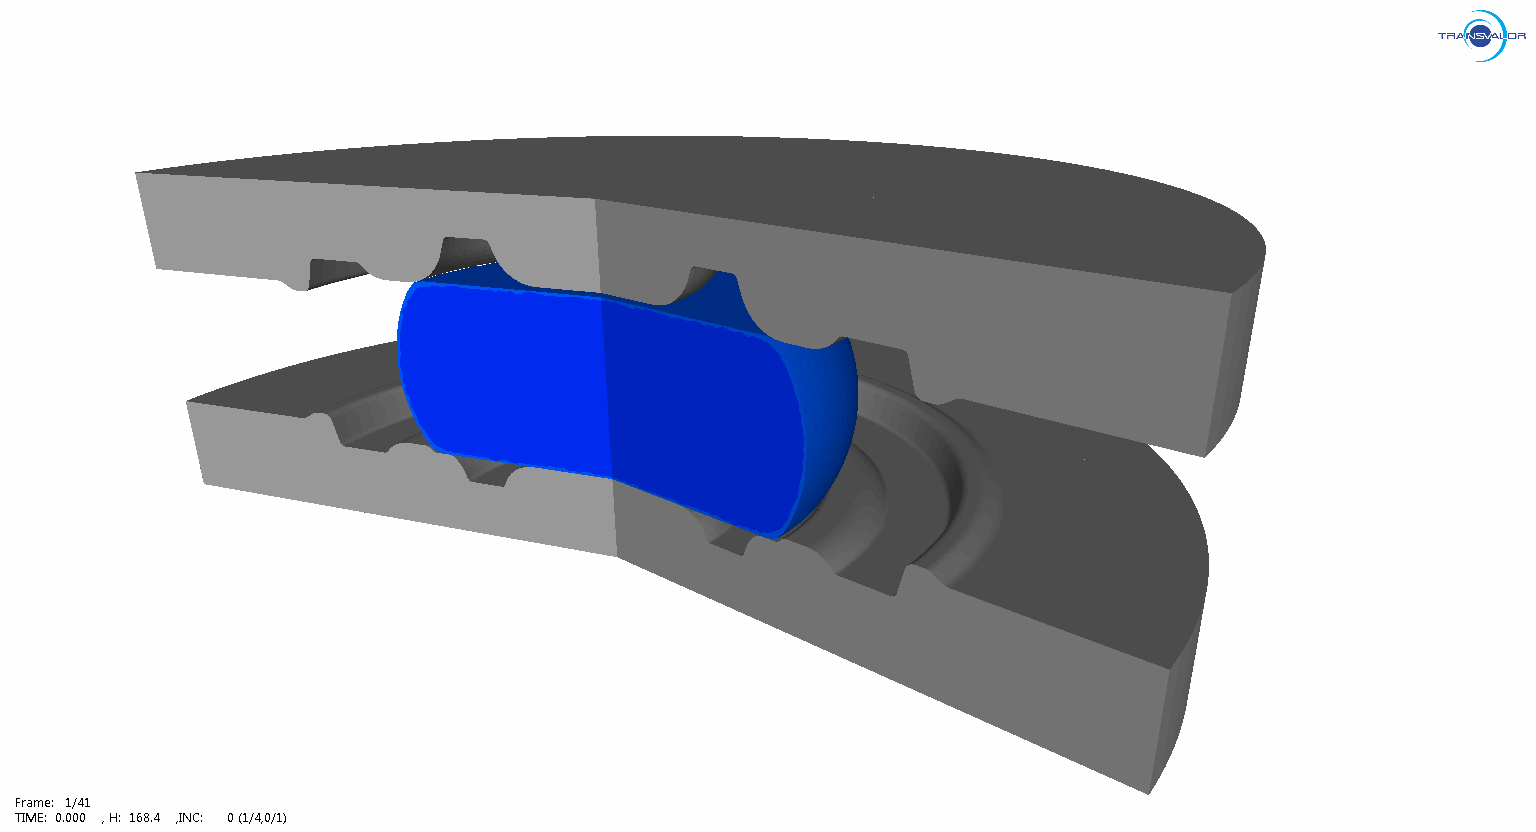 TRANSVALOR
Frame: 1/41
TIME: 0.000 , H: 168.4 ,INC: 0 (1/4,0/1)